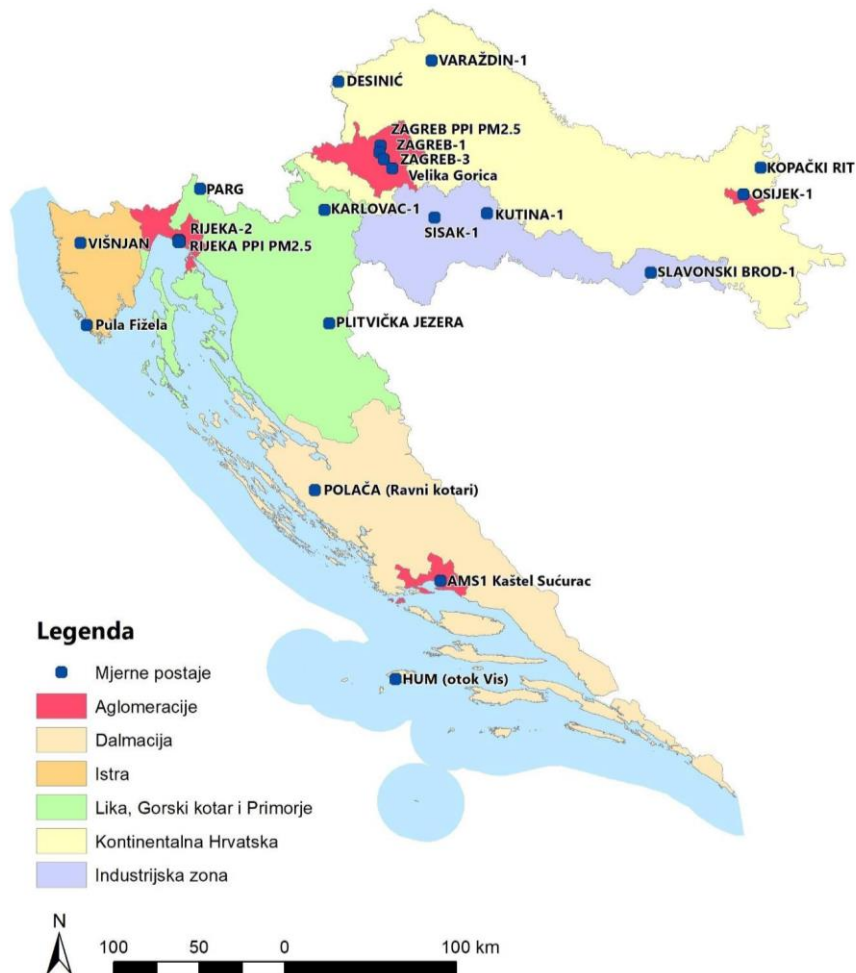 VARAŽDIN-1
DESINIĆ
ZAGREB PPI PM2.5
ZAGREB-1
ZAGREB-3
Velika Gorica
KOPAČKI RIT
OSIJEK-1
PARG
KARLOVAC-1
KUTINA-1
SISAK-1
RIJEKA-2
RIJEKA PPI PM2.5
VIŠNJAN
SLAVONSKI BROD-1
Pula Fižela
PLITVIČKA JEZERA
POLAČA (Ravni kotari)
AMS1 Kaštel Sućurac
HUM (otok Vis)
Legenda
Mjerne postaje
Aglomeracije
Dalmacija
Istra
Lika, Gorski kotar i Primorje
Kontinentalna Hrvatska
Industrijska zona
N
100 50 0 100 km